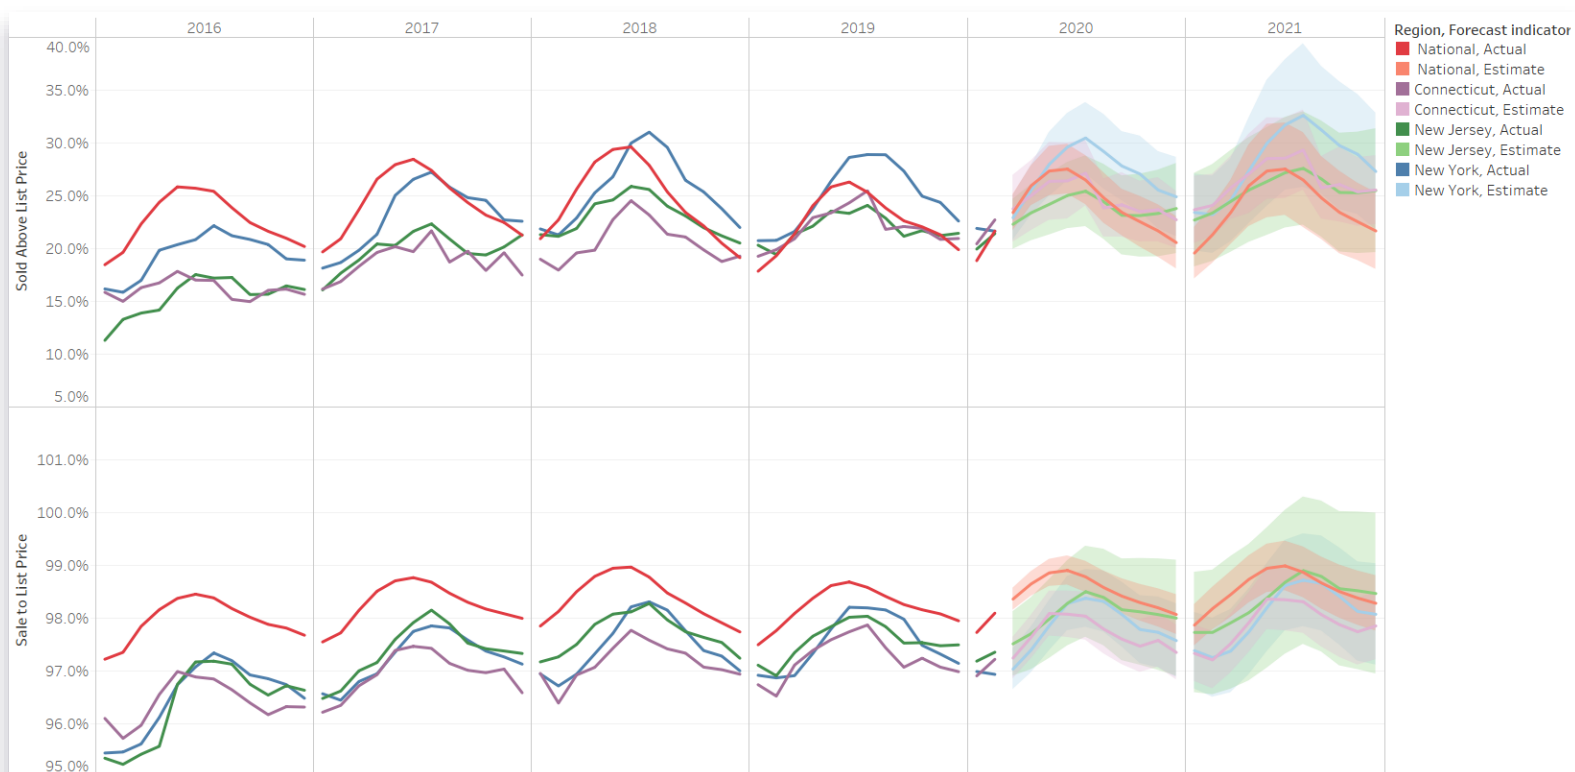 2016 2017 2018 2019 2020 2021
Region, Forecast indicator
National, Actual
National, Estimate
Connecticut, Actual
Connecticut, Estimate
New Jersey, Actual
New Jersey, Estimate
New York, Actual
New York, Estimate
Sold Above List Price
40.0%
35.0%
30.0%
25.0%
20.0%
15.0%
10.0%
5.0%
Sale to List Price
101.0%
100.0%
99.0%
98.0%
97.0%
96.0%
95.0%